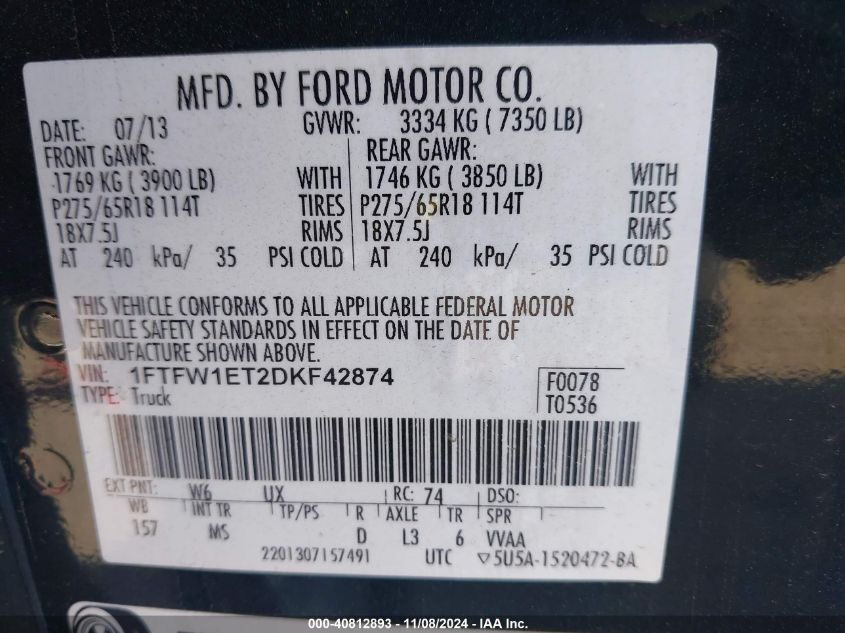 MFD. BY FORD MOTOR CO.
DATE: 07/13 GVWR: 3334 KG ( 7350 LB)
FRONT GAWR: REAR GAWR:
1769 KG ( 3900 LB) WITH 1746 KG ( 3850 LB) WITH
P275/65R18 114T TIRES P275/65R18 114T TIRES
18X7.5J RIMS 18X7.5J RIMS
AT 240 kPa/ 35 PSI COLD AT 240 kPa/ 35 PSI COLD
THIS VEHICLE CONFORMS TO ALL APPLICABLE FEDERAL MOTOR
VEHICLE SAFETY STANDARDS IN EFFECT ON THE DATE OF
MANUFACTURE SHOWN ABOVE.
VIN: 1FTFW1ET2DKF42874 F0078
TYPE: Truck T0536
EXT PNT: W6 UX RC: 74 DSO:
WB INT TR TP/PS R AXLE TR SPR
157 MS D L3 6 VVAA
2201307157491 UTC ▽5U5A-1520472-BA
000-40812893 - 11/08/2024 - IAA Inc.